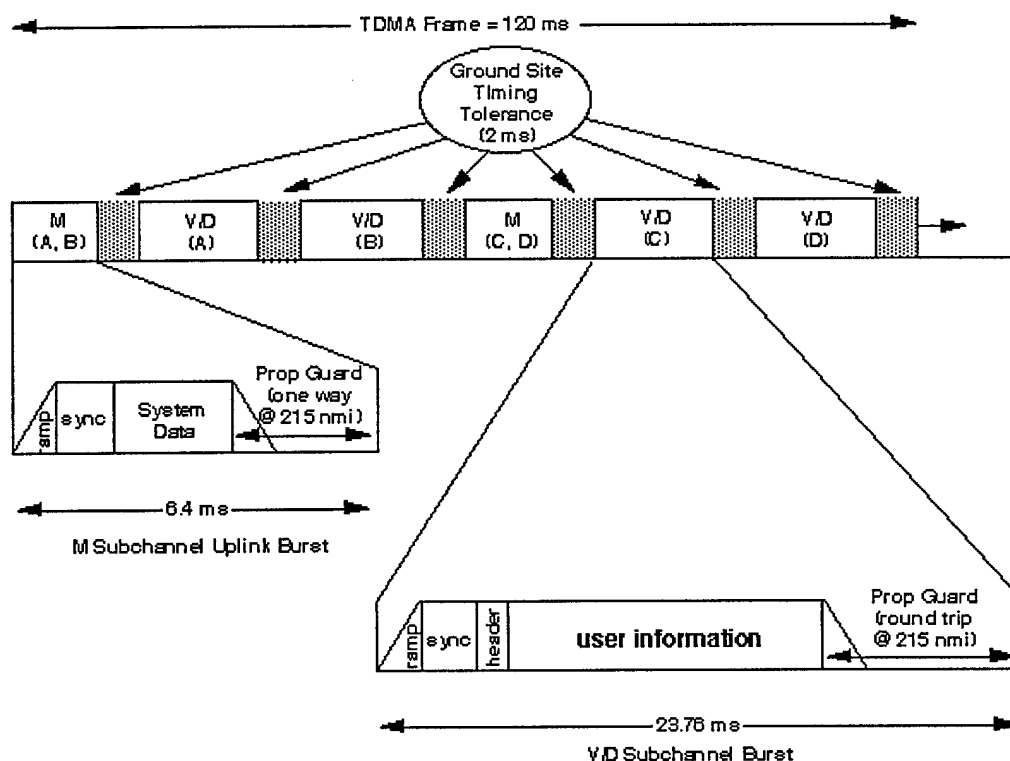 TDMA Frame = 120 ms
Ground Site
Timing
Tolerance
(2 ms)
M
(A, B)
V/D
(A)
V/D
(B)
M
(C, D)
V/D
(C)
V/D
(D)
ramp
sync
System
Data
Prop Guard
(one way
@ 215 nmi)
6.4 ms
M Subchannel Uplink Burst
ramp
sync
header
user information
Prop Guard
(round trip
@ 215 nmi)
23.76 ms
V/D Subchannel Burst